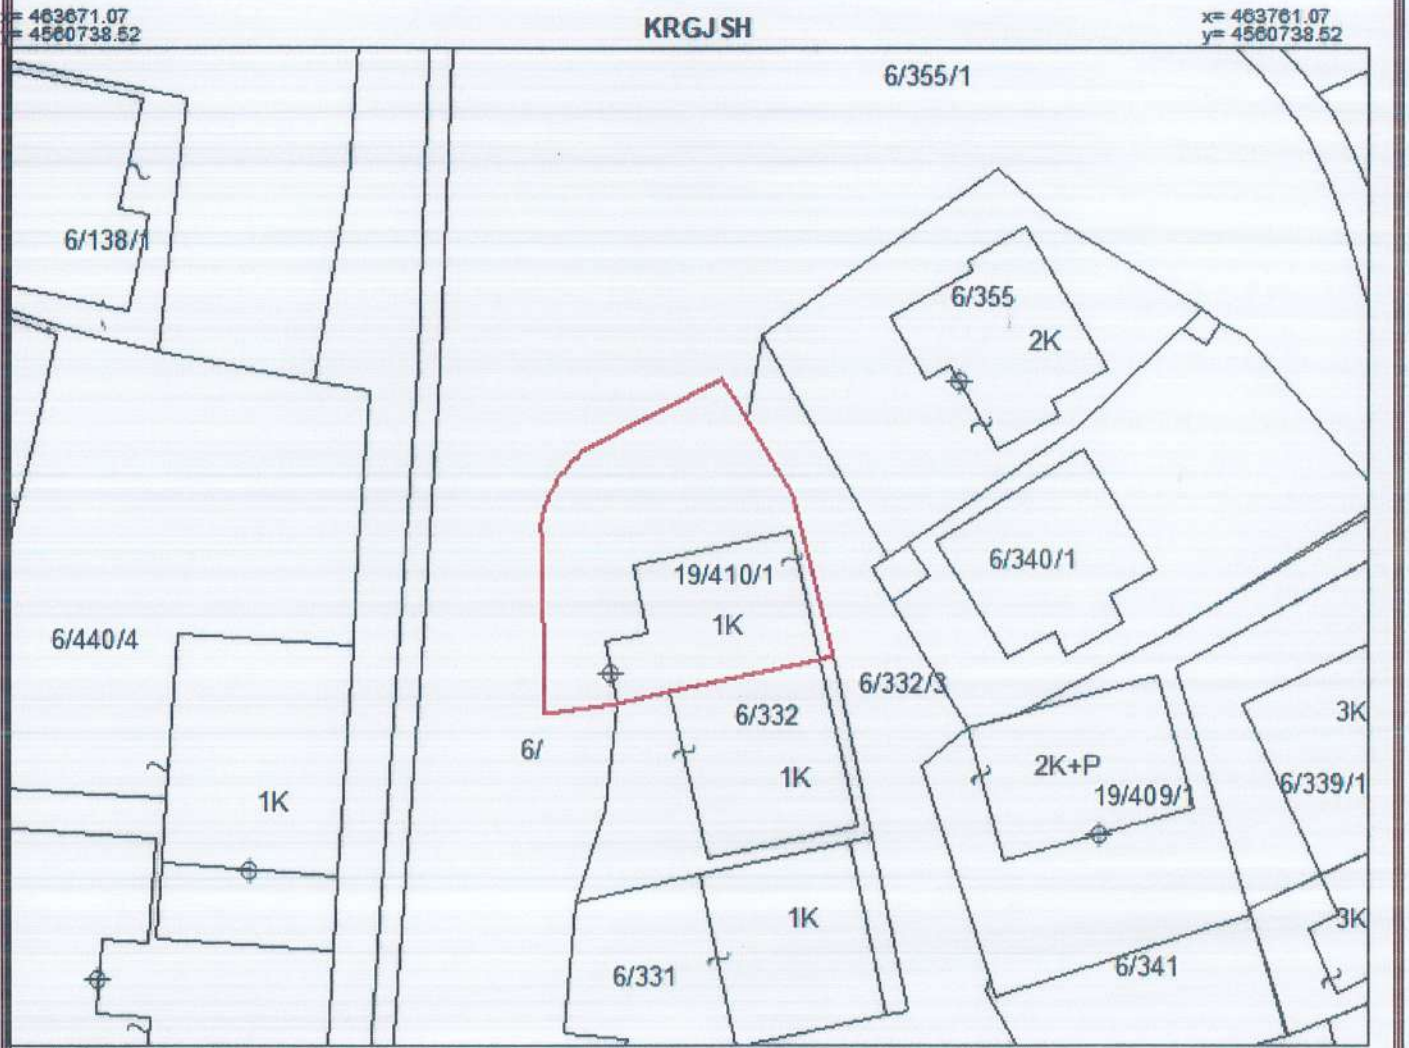 = 463671.07
= 4560738.52
KRGJSH
x= 463761.07
y= 4560738.52
6/355/1
6/138/1
6/355
2K
6/340/1
19/410/1
1K
6/440/4
6/332/3
6/332
3K
6/
2K+P
1K
6/339/1
19/409/1
1K
1K
3K
6/331
6/341